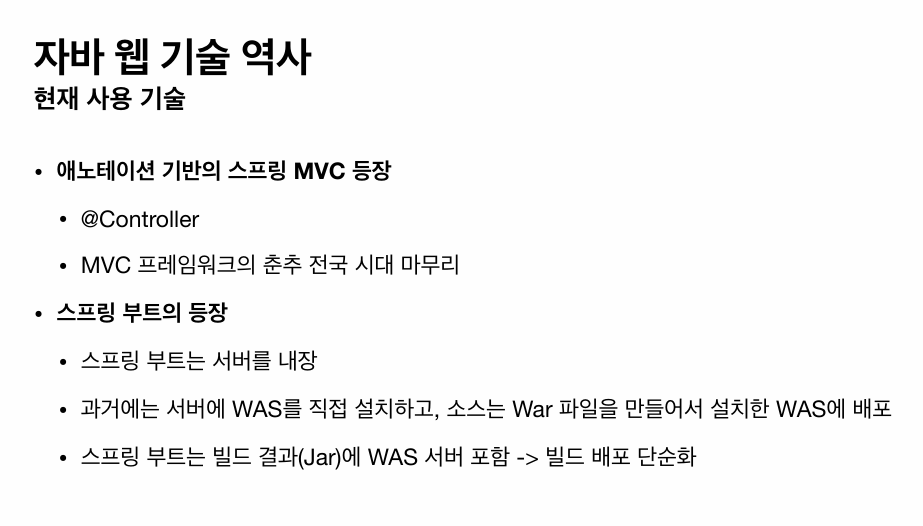 자바 웹 기술 역사
현재 사용 기술
• 애노테이션 기반의 스프링 MVC 등장
• @Controller
• MVC 프레임워크의 춘추 전국 시대 마무리
• 스프링 부트의 등장
• 스프링 부트는 서버를 내장
• 과거에는 서버에 WAS를 직접 설치하고, 소스는 War 파일을 만들어서 설치한 WAS에 배포
• 스프링 부트는 빌드 결과(Jar)에 WAS 서버 포함 -> 빌드 배포 단순화